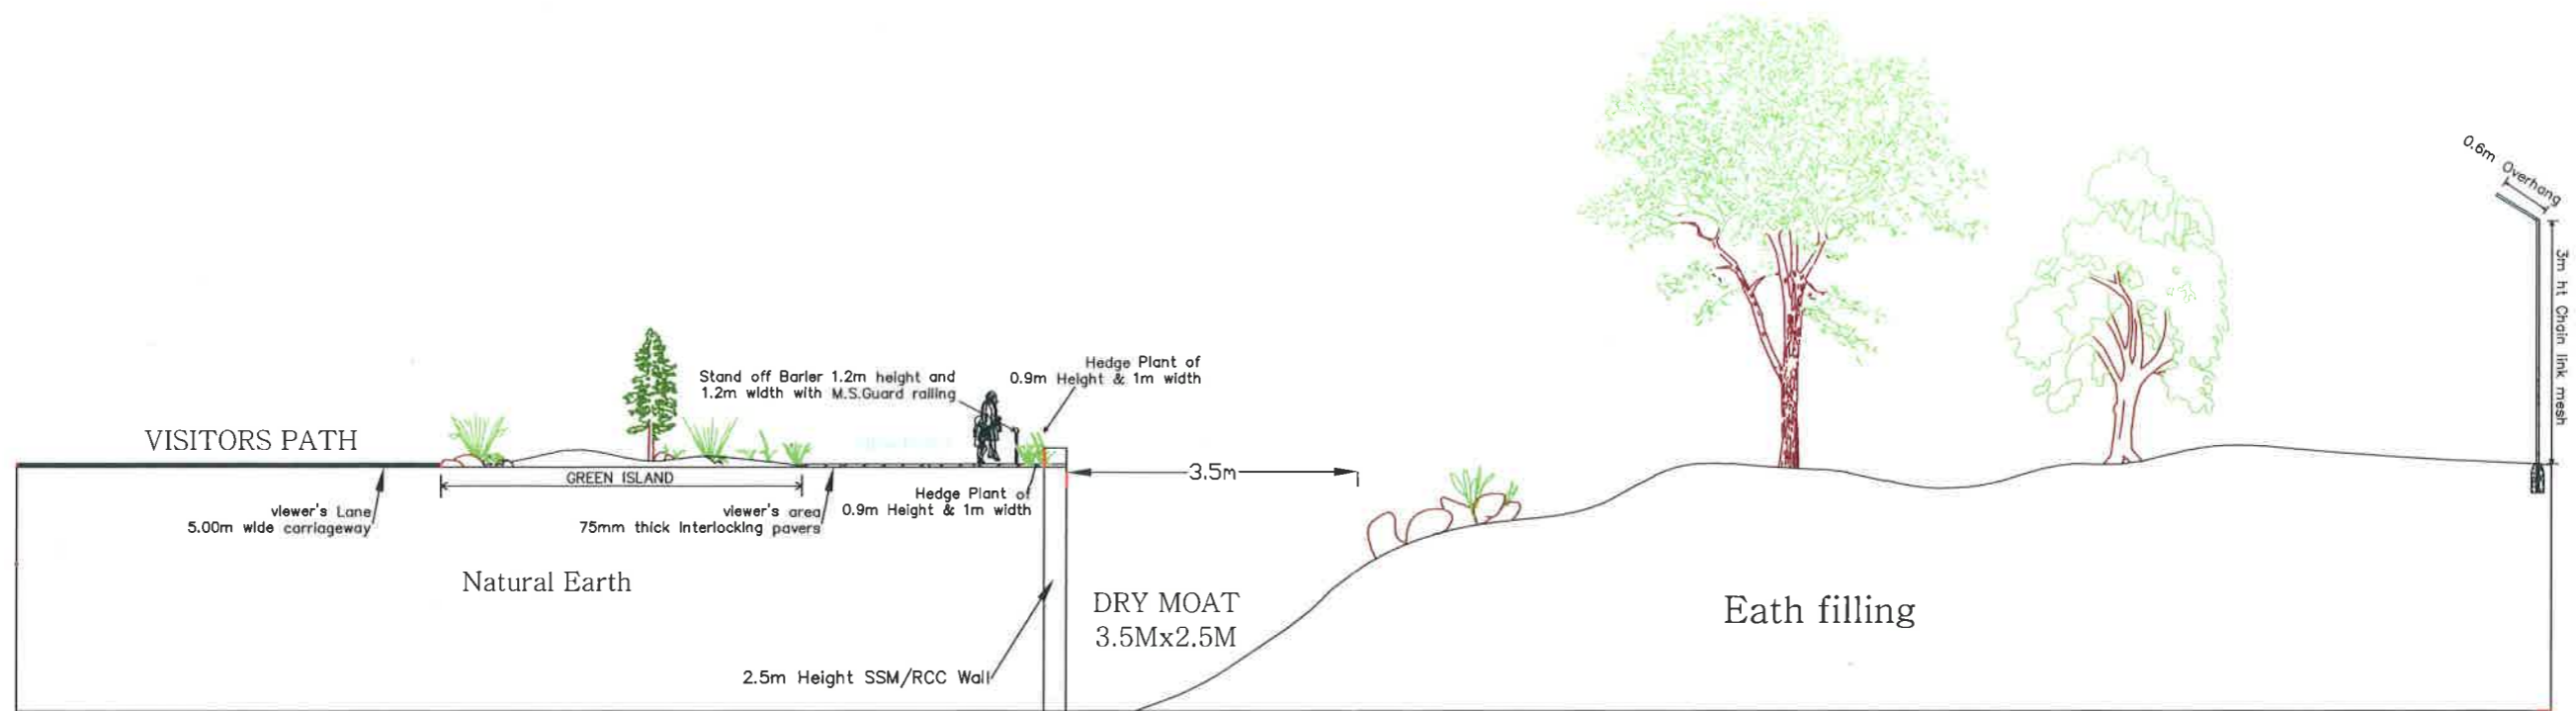 0.6m Overhang
3m ht Chain link mesh
Hedge Plant of
0.9m Height & 1m width
Stand off Barier 1.2m height and
1.2m width with M.S.Guard railing
VISITORS PATH
3.5m
GREEN ISLAND
viewer's Lane
5.00m wide carriageway
viewer's area
75mm thick Interlocking pavers
Hedge Plant of
0.9m Height & 1m width
Natural Earth
DRY MOAT
3.5Mx2.5M
Eath filling
2.5m Height SSM/RCC Wall